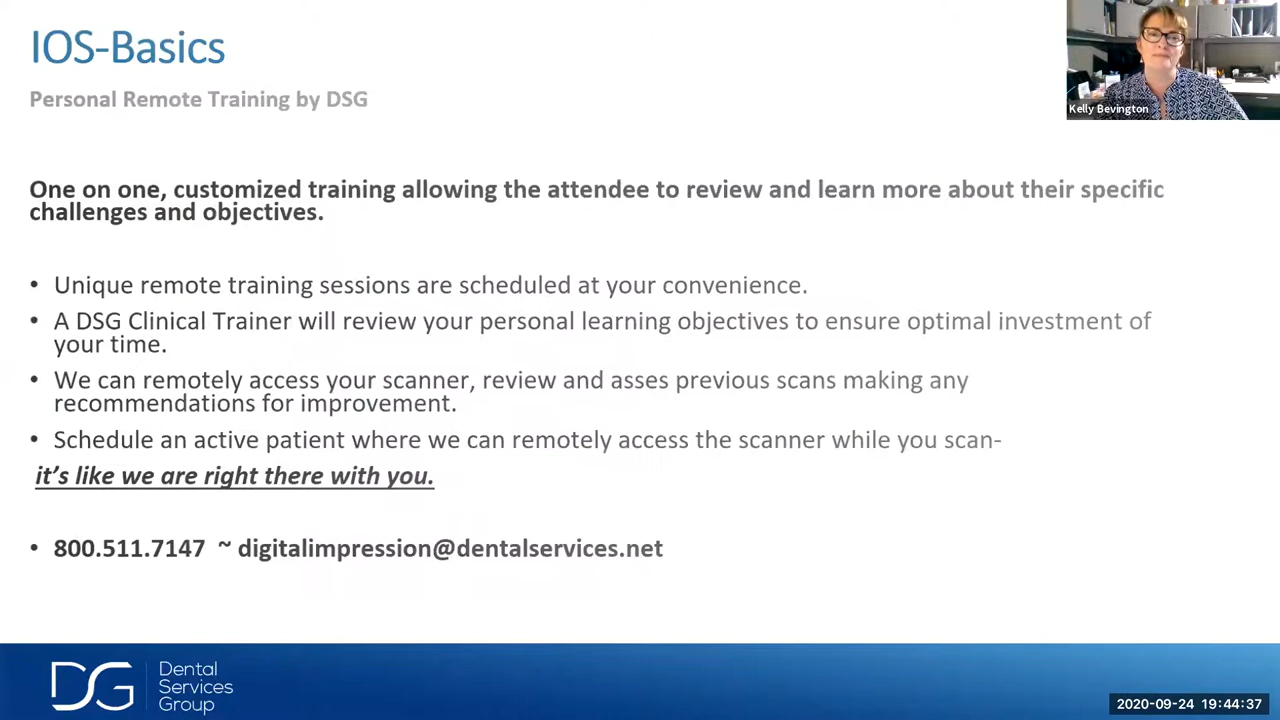 IOS-Basics
Personal Remote Training by DSG
Kelly Bevington
One on one, customized training allowing the attendee to review and learn more about their specific
challenges and objectives.
• Unique remote training sessions are scheduled at your convenience.
• A DSG Clinical Trainer will review your personal learning objectives to ensure optimal investment of
your time.
• We can remotely access your scanner, review and asses previous scans making any
recommendations for improvement.
• Schedule an active patient where we can remotely access the scanner while you scan-
it’s like we are right there with you.
• 800.511.7147 ~ digitalimpression@dentalservices.net
DSG
Dental
Services
Group
2020-09-24 19:44:37